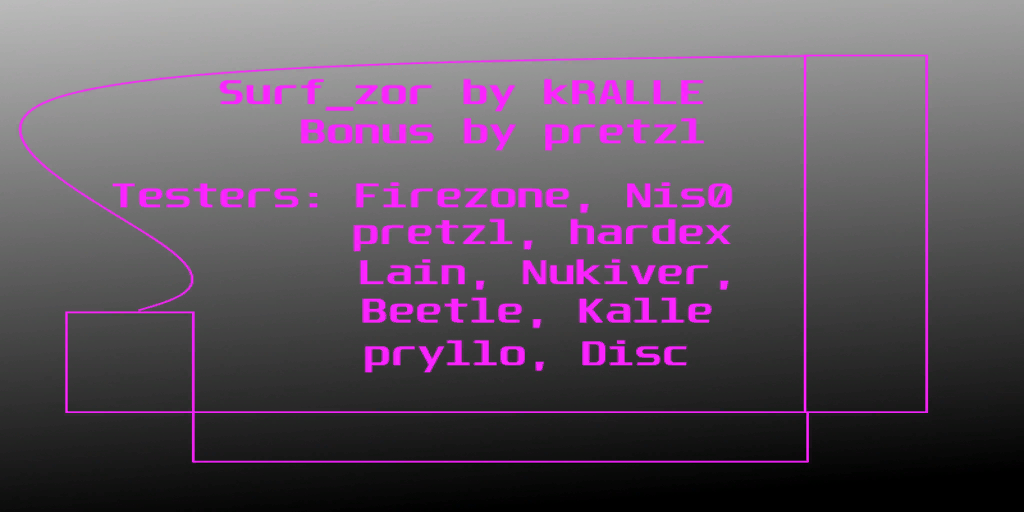 Surf_zor by kRALLE
Bonus by pretzl
Testers: Firezone, Nis0
pretzl, hardex
Lain, Nukiver,
Beetle, Kalle
pryllo, Disc